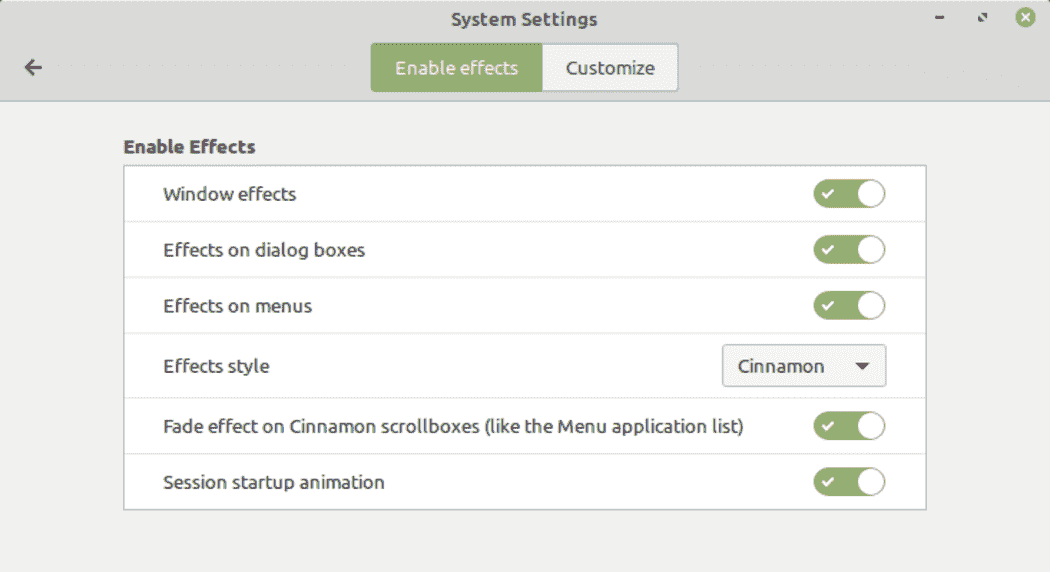 System Settings
Enable effects
Customize
Enable Effects
Window effects
Effects on dialog boxes
Effects on menus
Effects style
Cinnamon
Fade effect on Cinnamon scrollboxes (like the Menu application list)
Session startup animation